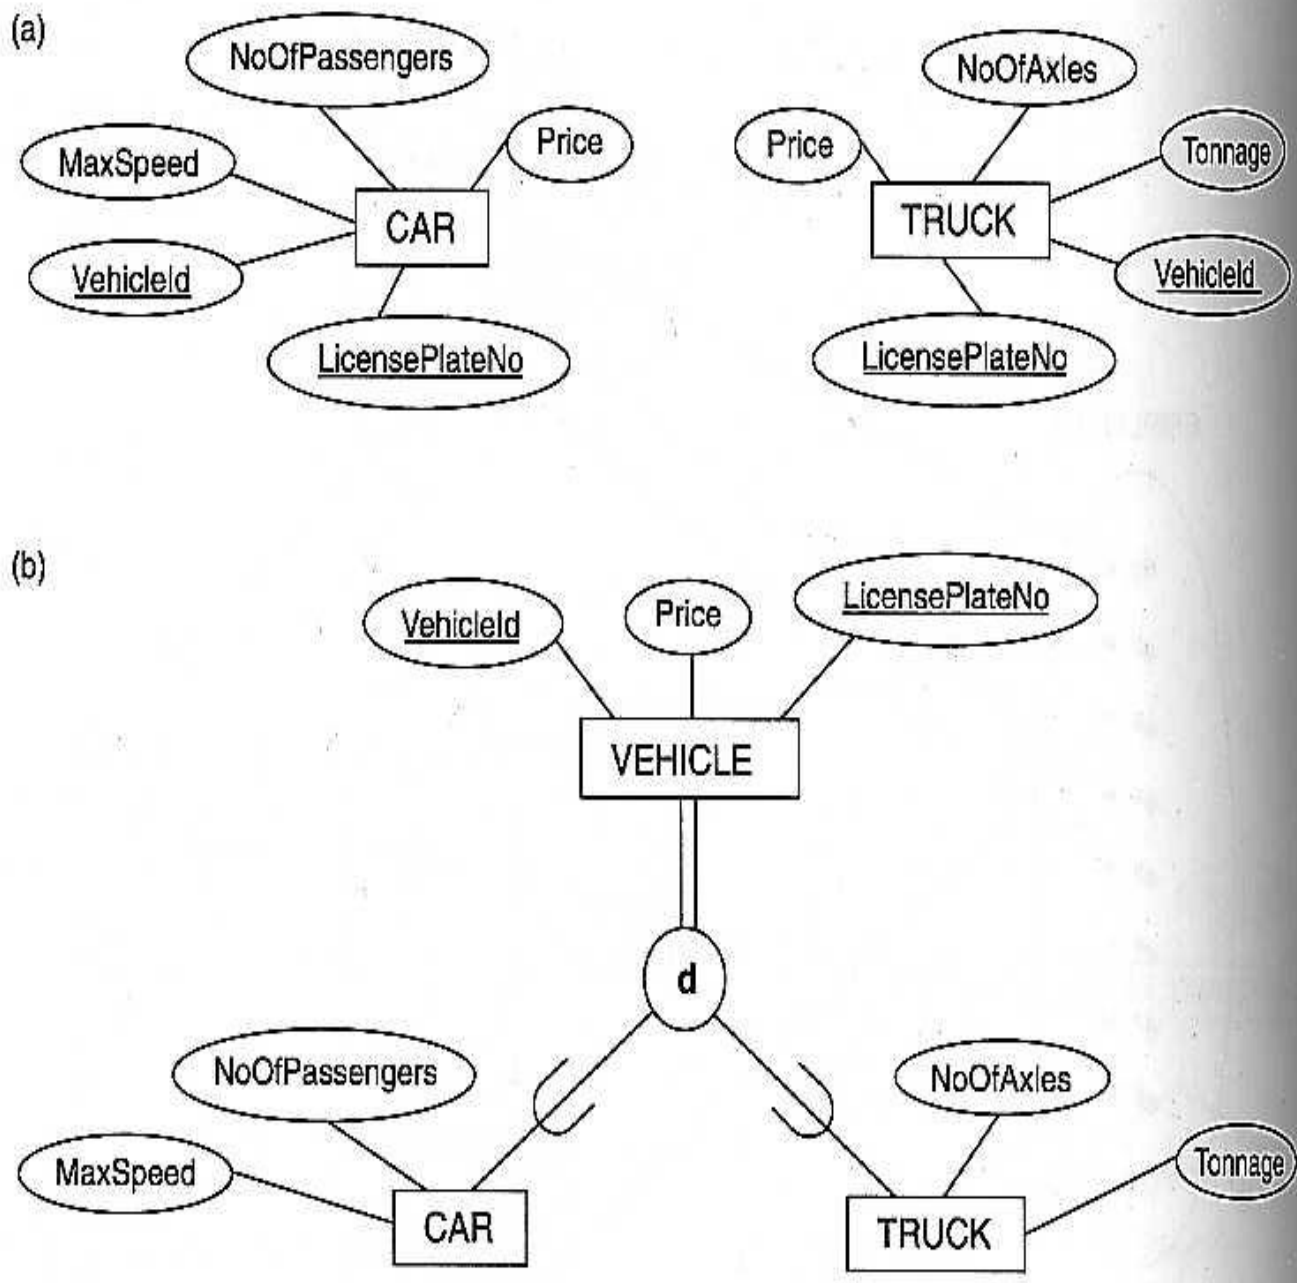 (a)
NoOfPassengers
NoOfAxles
MaxSpeed
Price
Price
Tonnage
CAR
TRUCK
VehicleId
VehicleId
LicensePlateNo
LicensePlateNo
(b)
VehicleId
Price
LicensePlateNo
VEHICLE
d
NoOfPassengers
NoOfAxles
MaxSpeed
Tonnage
CAR
TRUCK